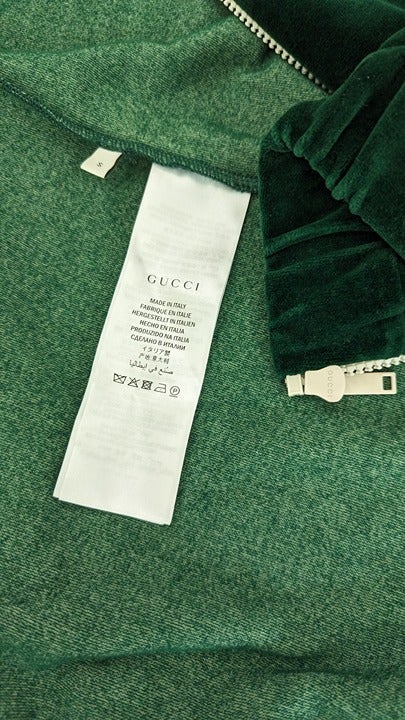 S
GUCCI
MADE IN ITALY
FABRIQUÉ EN ITALIE
HERGESTELLT IN ITALIEN
HECHO EN ITALIA
PRODUZIDO NA ITALIA
СДЕЛАНО В ИТАЛИИ
イタリア製
产地 意大利
صنع في إيطاليا
GUCCI